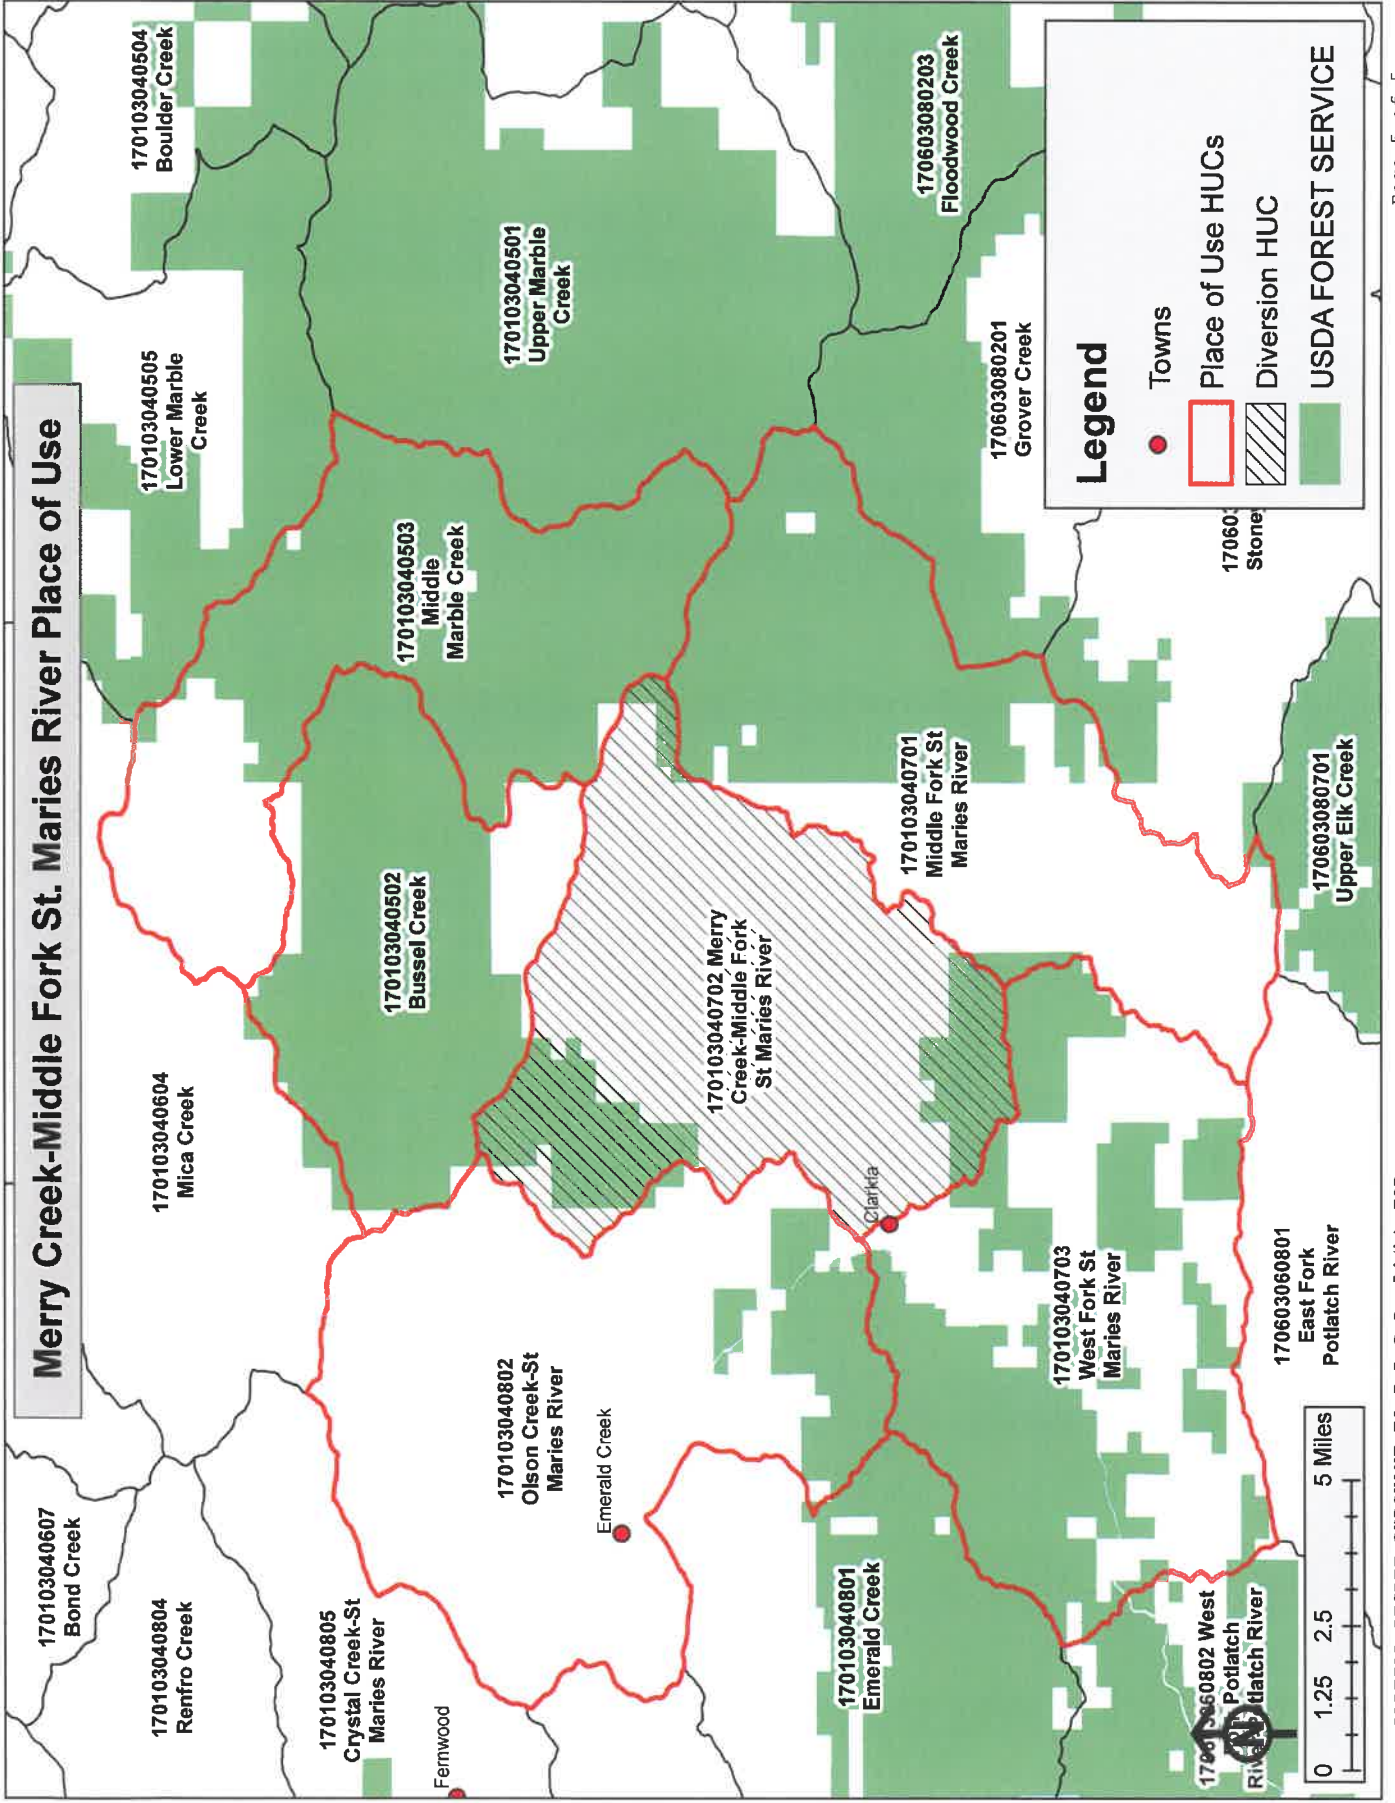 Merry Creek-Middle Fork St. Maries River Place of Use
170103040607
Bond Creek
170103040804
Renfro Creek
170103040805
Crystal Creek-St
Maries River
Fernwood
170103040604
Mica Creek
170103040505
Lower Marble
Creek
170103040504
Boulder Creek
170103040502
Bussel Creek
170103040503
Middle
Marble Creek
170103040501
Upper Marble
Creek
170103040802
Olson Creek-St
Maries River
Emerald Creek
170103040702 Merry
Creek-Middle Fork
St Maries River
Clarkia
170103040701
Middle Fork St
Maries River
170603080203
Floodwood Creek
170603080201
Grover Creek
170103040801
Emerald Creek
170103040703
West Fork St
Maries River
170603060802 West
Potlatch
Potlatch River
N
170603060801
East Fork
Potlatch River
170603080701
Upper Elk Creek
17060
Stone
Legend
Towns
Place of Use HUCs
Diversion HUC
USDA FOREST SERVICE
0 1.25 2.5 5 Miles